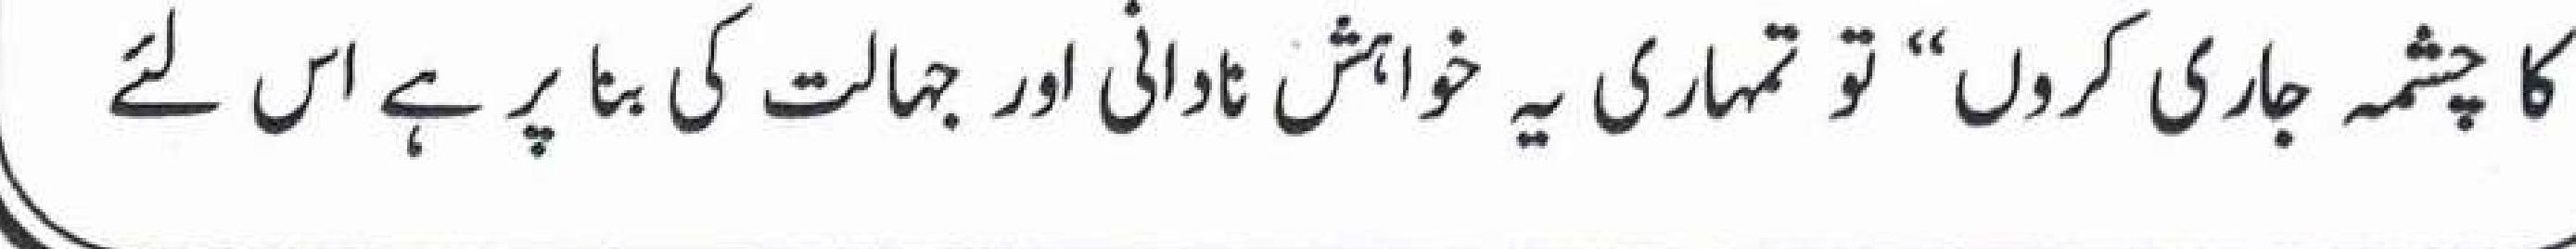 کا چشمہ جاری کروں“ تو تمہاری یہ خواہش نادانی اور جہالت کی بنا پر ہے اس لئے